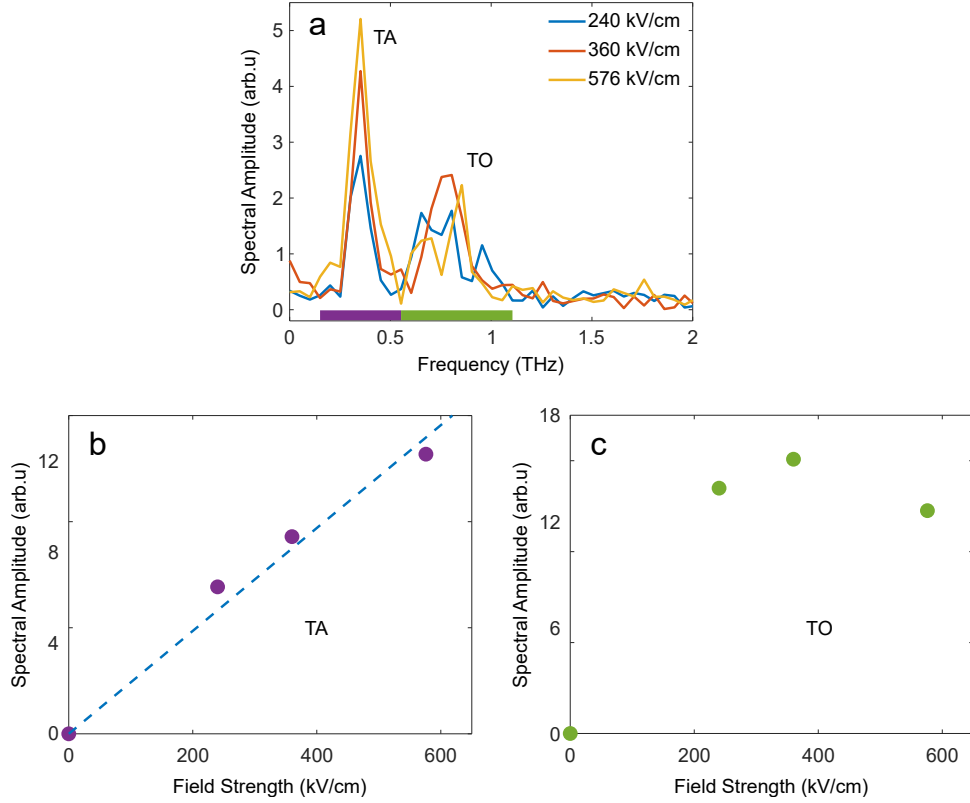 a
TA
TO
240 kV/cm
360 kV/cm
576 kV/cm
Spectral Amplitude (arb.u)
5
4
3
2
1
0
0 0.5 1 1.5 2
Frequency (THz)
b
TA
Spectral Amplitude (arb.u)
12
8
4
0
0 200 400 600
Field Strength (kV/cm)
c
TO
Spectral Amplitude (arb.u)
18
12
6
0
0 200 400 600
Field Strength (kV/cm)